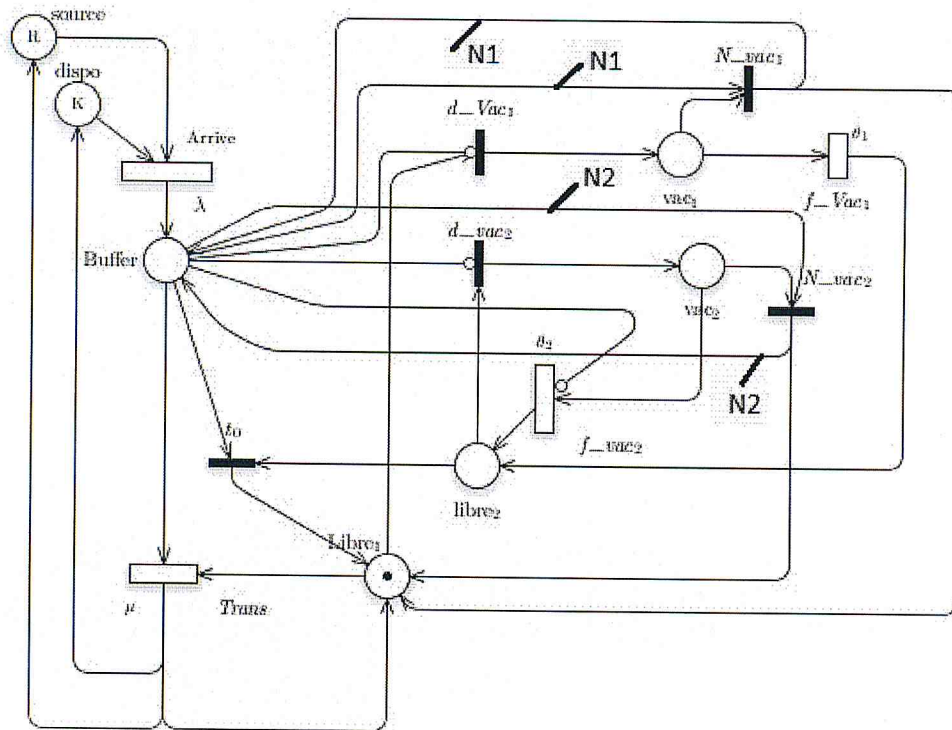 source
R
dispo
K
Arrive
λ
Buffer
N1
N1
N_vac₁
d_Vac₁
vac₁
θ₁
f_Vac₁
N2
d_vac₂
vac₂
N_vac₂
θ₂
N2
f_vac₂
t₀
libre₂
Libre₁
μ
Trans